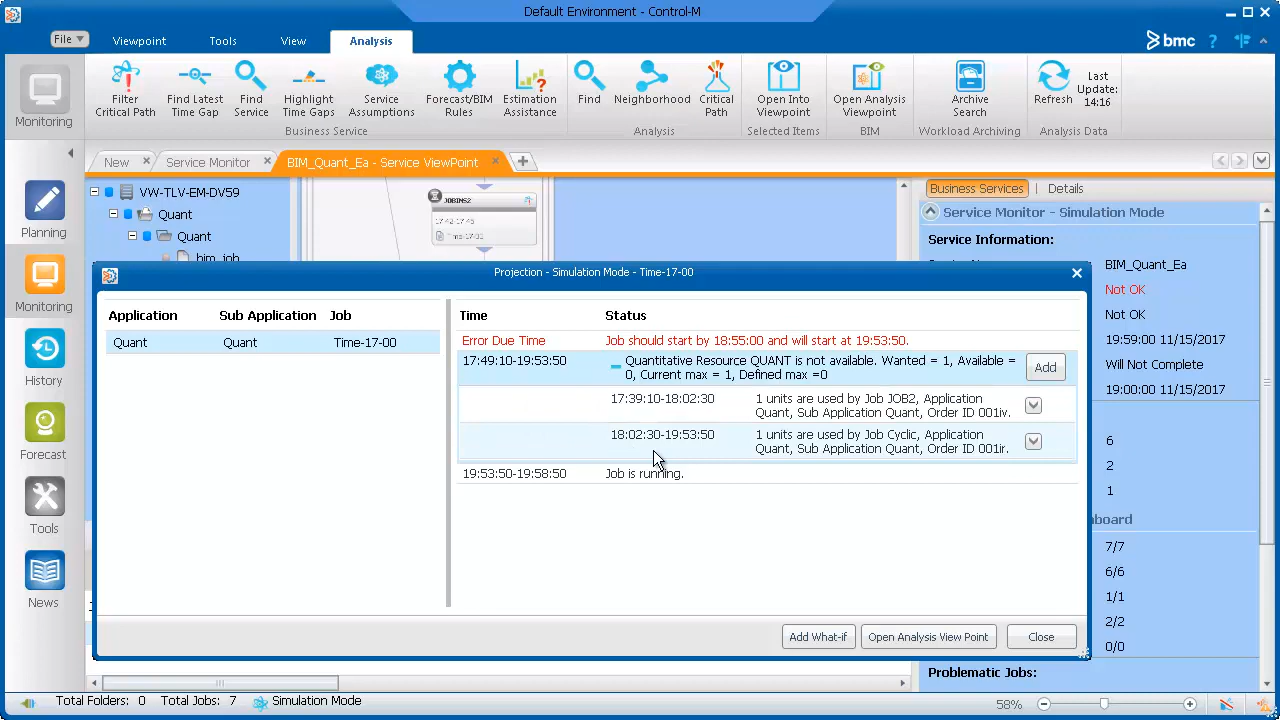 Default Environment - Control-M
File
Viewpoint
Tools
View
Analysis
bmc
?
Monitoring
Filter
Critical Path
Find Latest
Time Gap
Find
Service
Highlight
Time Gaps
Service
Assumptions
Forecast/BIM
Rules
Estimation
Assistance
Find
Neighborhood
Critical
Path
Open Into
Viewpoint
Open Analysis
Viewpoint
Archive
Search
Refresh
Last
Update:
14:16
Business Service
Analysis
Selected Items
BIM
Workload Archiving
Analysis Data
New
Service Monitor
BIM_Quant_Ea - Service ViewPoint
Planning
Monitoring
History
Forecast
Tools
News
VW-TLV-EM-DV59
Quant
Quant
bim_job
JOBINS2
17:42-17:45
Time-17-00
Business Services
Details
Service Monitor - Simulation Mode
Service Information:
BIM_Quant_Ea
Not OK
Not OK
19:59:00 11/15/2017
Will Not Complete
19:00:00 11/15/2017
6
2
1
board
7/7
6/6
1/1
2/2
0/0
Problematic Jobs:
Projection - Simulation Mode - Time-17-00
Application Sub Application Job
Quant Quant Time-17-00
Time Status
Error Due Time Job should start by 18:55:00 and will start at 19:53:50.
17:49:10-19:53:50 Quantitative Resource QUANT is not available. Wanted = 1, Available =
0, Current max = 1, Defined max =0
Add
17:39:10-18:02:30 1 units are used by Job JOB2, Application
Quant, Sub Application Quant, Order ID 001iv.
18:02:30-19:53:50 1 units are used by Job Cyclic, Application
Quant, Sub Application Quant, Order ID 001ir.
19:53:50-19:58:50 Job is running.
Add What-if
Open Analysis View Point
Close
Total Folders: 0 Total Jobs: 7 Simulation Mode
58%